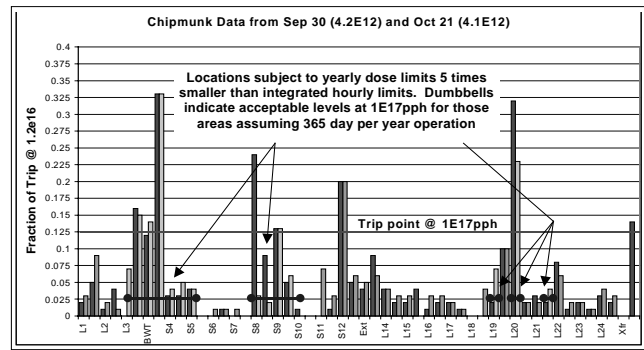 Chipmunk Data from Sep 30 (4.2E12) and Oct 21 (4.1E12)
Fraction of Trip @ 1.2e16
0.4
0.375
0.35
0.325
0.3
0.275
0.25
0.225
0.2
0.175
0.15
0.125
0.1
0.075
0.05
0.025
0
Locations subject to yearly dose limits 5 times
smaller than integrated hourly limits. Dumbbells
indicate acceptable levels at 1E17pph for those
areas assuming 365 day per year operation
Trip point @ 1E17pph
L1
L2
L3
BWT
S4
S5
S6
S7
S8
S9
S10
S11
S12
Ext
L14
L15
L16
L17
L18
L19
L20
L21
L22
L23
L24
Xfr